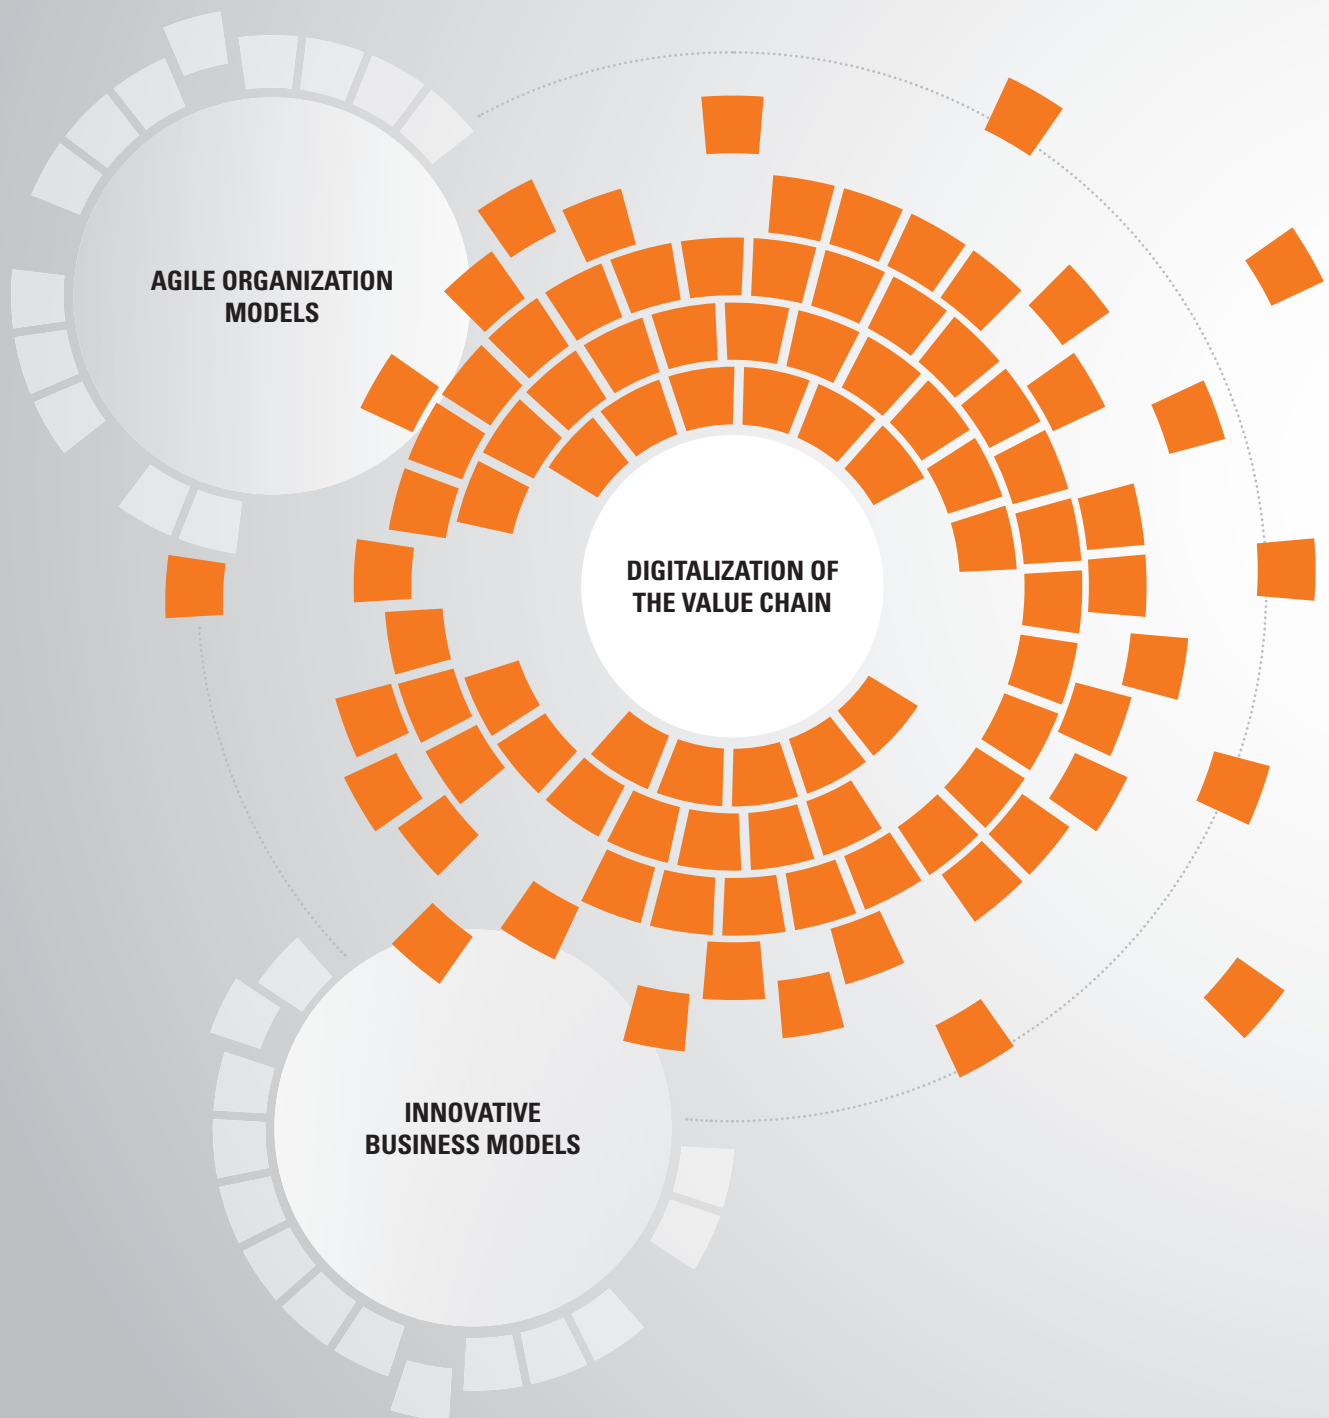 AGILE ORGANIZATION
MODELS
DIGITALIZATION OF
THE VALUE CHAIN
INNOVATIVE
BUSINESS MODELS